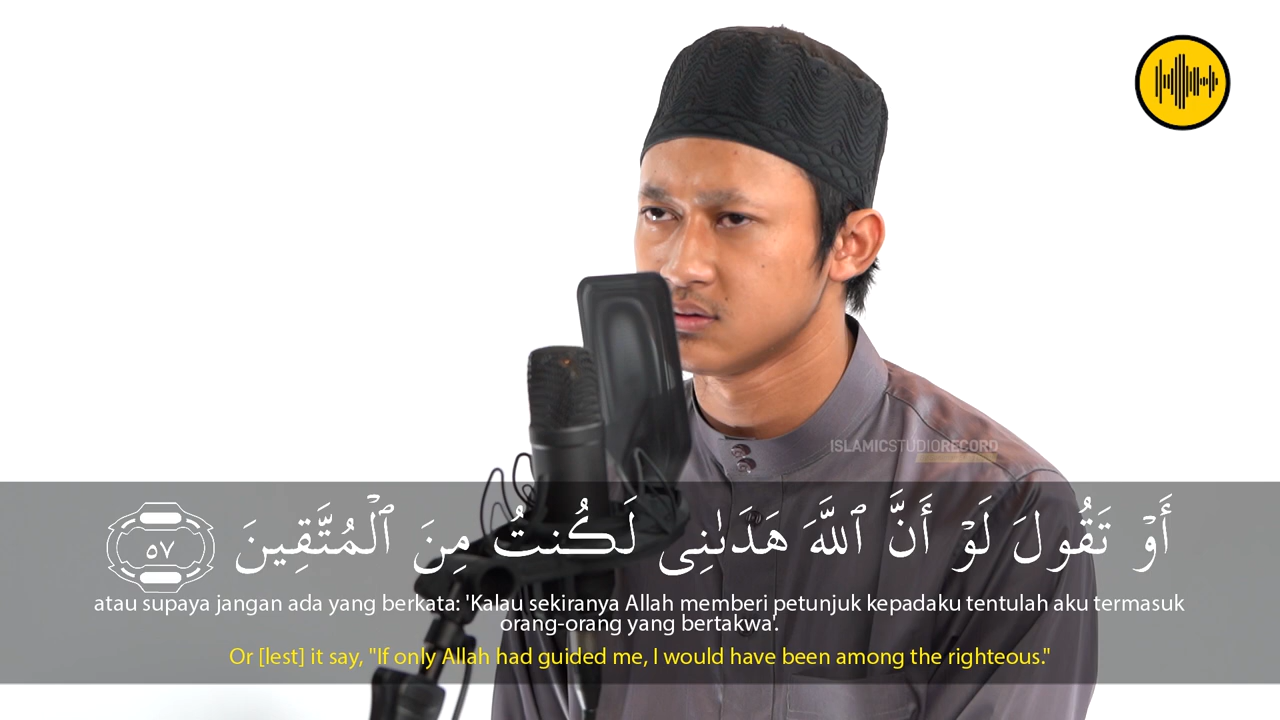 ISLAMICSTUDIORECORD
أَوۡ تَقُولَ لَوۡ أَنَّ ٱللَّهَ هَدَىٰنِي لَكُنتُ مِنَ ٱلۡمُتَّقِينَ ٥٧
atau supaya jangan ada yang berkata: 'Kalau sekiranya Allah memberi petunjuk kepadaku tentulah aku termasuk
orang-orang yang bertakwa'.
Or [lest] it say, "If only Allah had guided me, I would have been among the righteous."